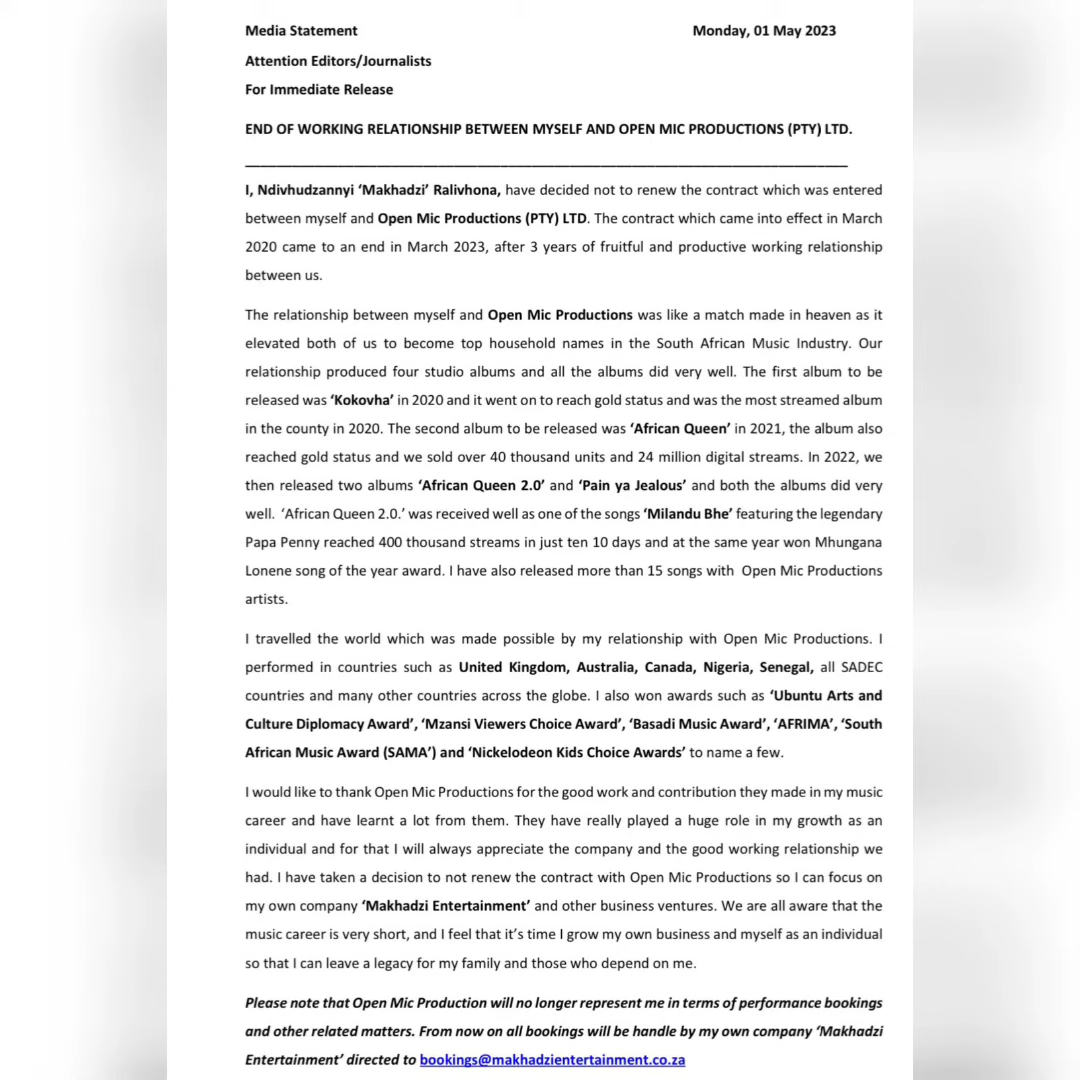 Media Statement Monday, 01 May 2023
Attention Editors/Journalists
For Immediate Release
END OF WORKING RELATIONSHIP BETWEEN MYSELF AND OPEN MIC PRODUCTIONS (PTY) LTD.
I, Ndivhudzannyi ‘Makhadzi’ Ralivhona, have decided not to renew the contract which was entered
between myself and Open Mic Productions (PTY) LTD. The contract which came into effect in March
2020 came to an end in March 2023, after 3 years of fruitful and productive working relationship
between us.
The relationship between myself and Open Mic Productions was like a match made in heaven as it
elevated both of us to become top household names in the South African Music Industry. Our
relationship produced four studio albums and all the albums did very well. The first album to be
released was ‘Kokovha’ in 2020 and it went on to reach gold status and was the most streamed album
in the county in 2020. The second album to be released was ‘African Queen’ in 2021, the album also
reached gold status and we sold over 40 thousand units and 24 million digital streams. In 2022, we
then released two albums ‘African Queen 2.0’ and ‘Pain ya Jealous’ and both the albums did very
well. ‘African Queen 2.0.’ was received well as one of the songs ‘Milandu Bhe’ featuring the legendary
Papa Penny reached 400 thousand streams in just ten 10 days and at the same year won Mhungana
Lonene song of the year award. I have also released more than 15 songs with Open Mic Productions
artists.
I travelled the world which was made possible by my relationship with Open Mic Productions. I
performed in countries such as United Kingdom, Australia, Canada, Nigeria, Senegal, all SADEC
countries and many other countries across the globe. I also won awards such as ‘Ubuntu Arts and
Culture Diplomacy Award’, ‘Mzansi Viewers Choice Award’, ‘Basadi Music Award’, ‘AFRIMA’, ‘South
African Music Award (SAMA’) and ‘Nickelodeon Kids Choice Awards’ to name a few.
I would like to thank Open Mic Productions for the good work and contribution they made in my music
career and have learnt a lot from them. They have really played a huge role in my growth as an
individual and for that I will always appreciate the company and the good working relationship we
had. I have taken a decision to not renew the contract with Open Mic Productions so I can focus on
my own company ‘Makhadzi Entertainment’ and other business ventures. We are all aware that the
music career is very short, and I feel that it’s time I grow my own business and myself as an individual
so that I can leave a legacy for my family and those who depend on me.
Please note that Open Mic Production will no longer represent me in terms of performance bookings
and other related matters. From now on all bookings will be handle by my own company ‘Makhadzi
Entertainment’ directed to bookings@makhadzientertainment.co.za